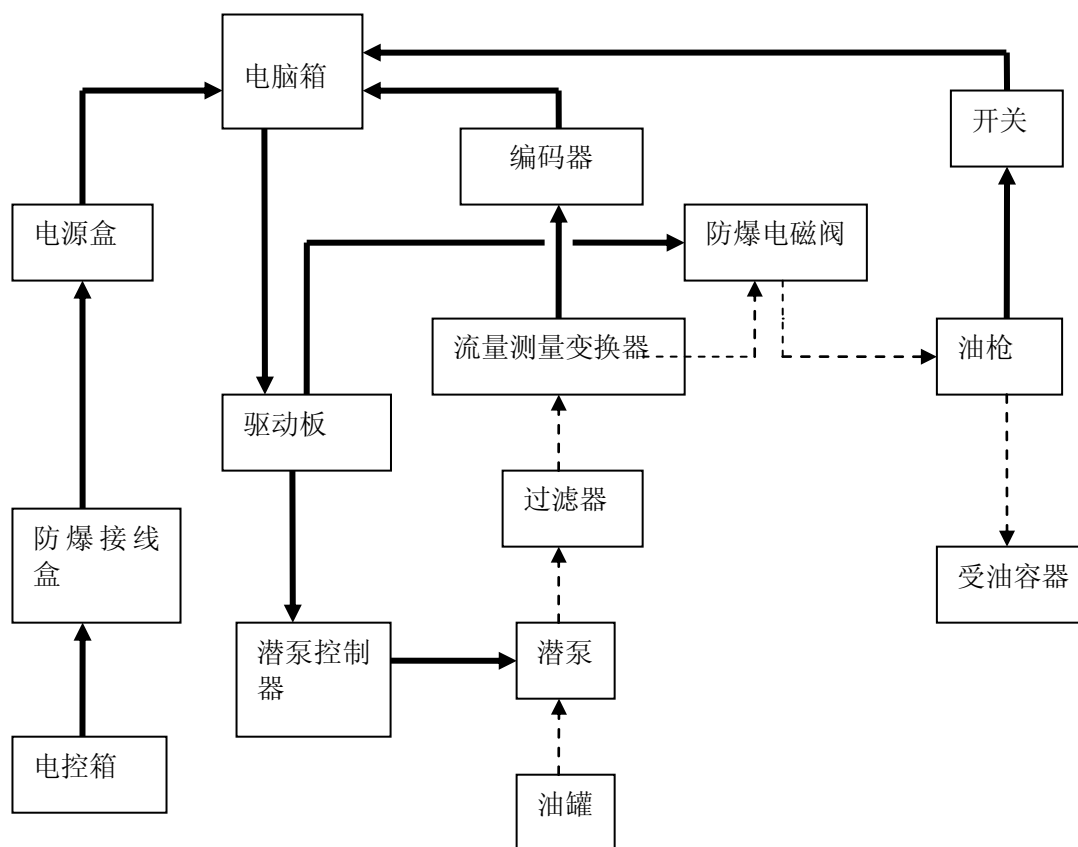 电脑箱
开关
编码器
电源盒
防爆电磁阀
流量测量变换器
油枪
驱动板
过滤器
防爆接线
盒
受油容器
潜泵控制
器
潜泵
电控箱
油罐